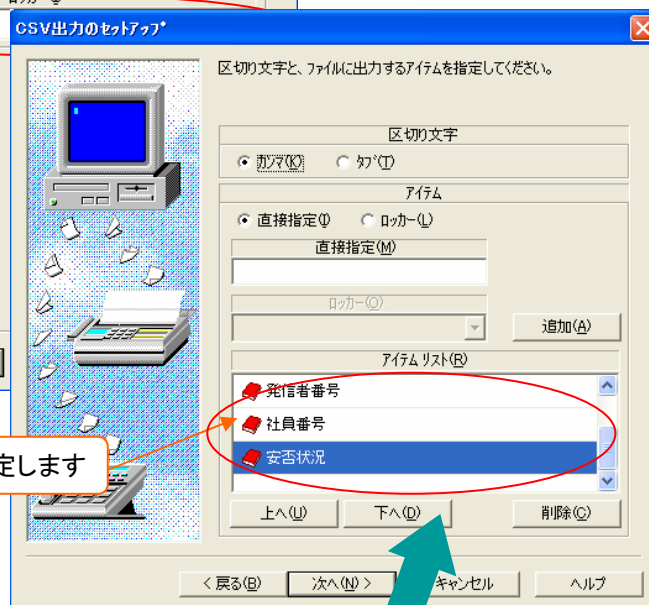 CSV出力のセットアップ
区切り文字と、ファイルに出力するアイテムを指定してください。
区切り文字
カンマ(K)
タブ(T)
アイテム
直接指定(I)
ロッカー(L)
直接指定(M)
ロッカー(O)
追加(A)
アイテム リスト(R)
発信者番号
社員番号
安否状況
定します
上へ(U)
下へ(D)
削除(C)
< 戻る(B)
次へ(N) >
キャンセル
ヘルプ